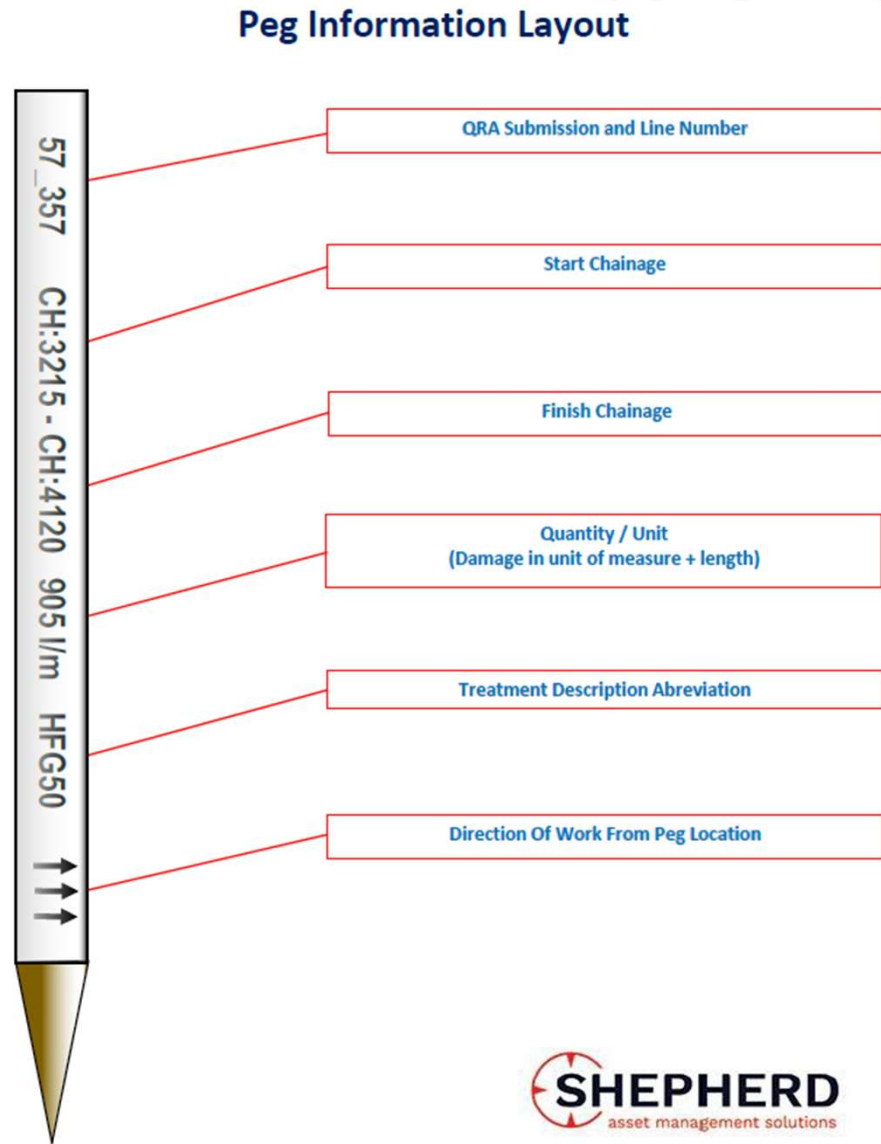 Peg Information Layout
57_357 CH:3215 - CH:4120 905 l/m HFG50
QRA Submission and Line Number
Start Chainage
Finish Chainage
Quantity / Unit
(Damage in unit of measure + length)
Treatment Description Abreviation
Direction Of Work From Peg Location
SHEPHERD
asset management solutions